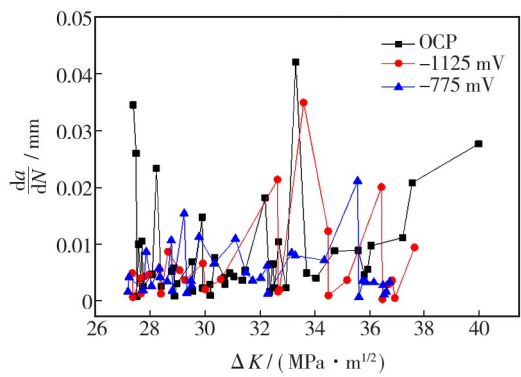 0.05
0.04
0.03
0.02
0.01
0
da/dN / mm
OCP
−1125 mV
−775 mV
26 28 30 32 34 36 38 40
ΔK/(MPa·m^{1/2})